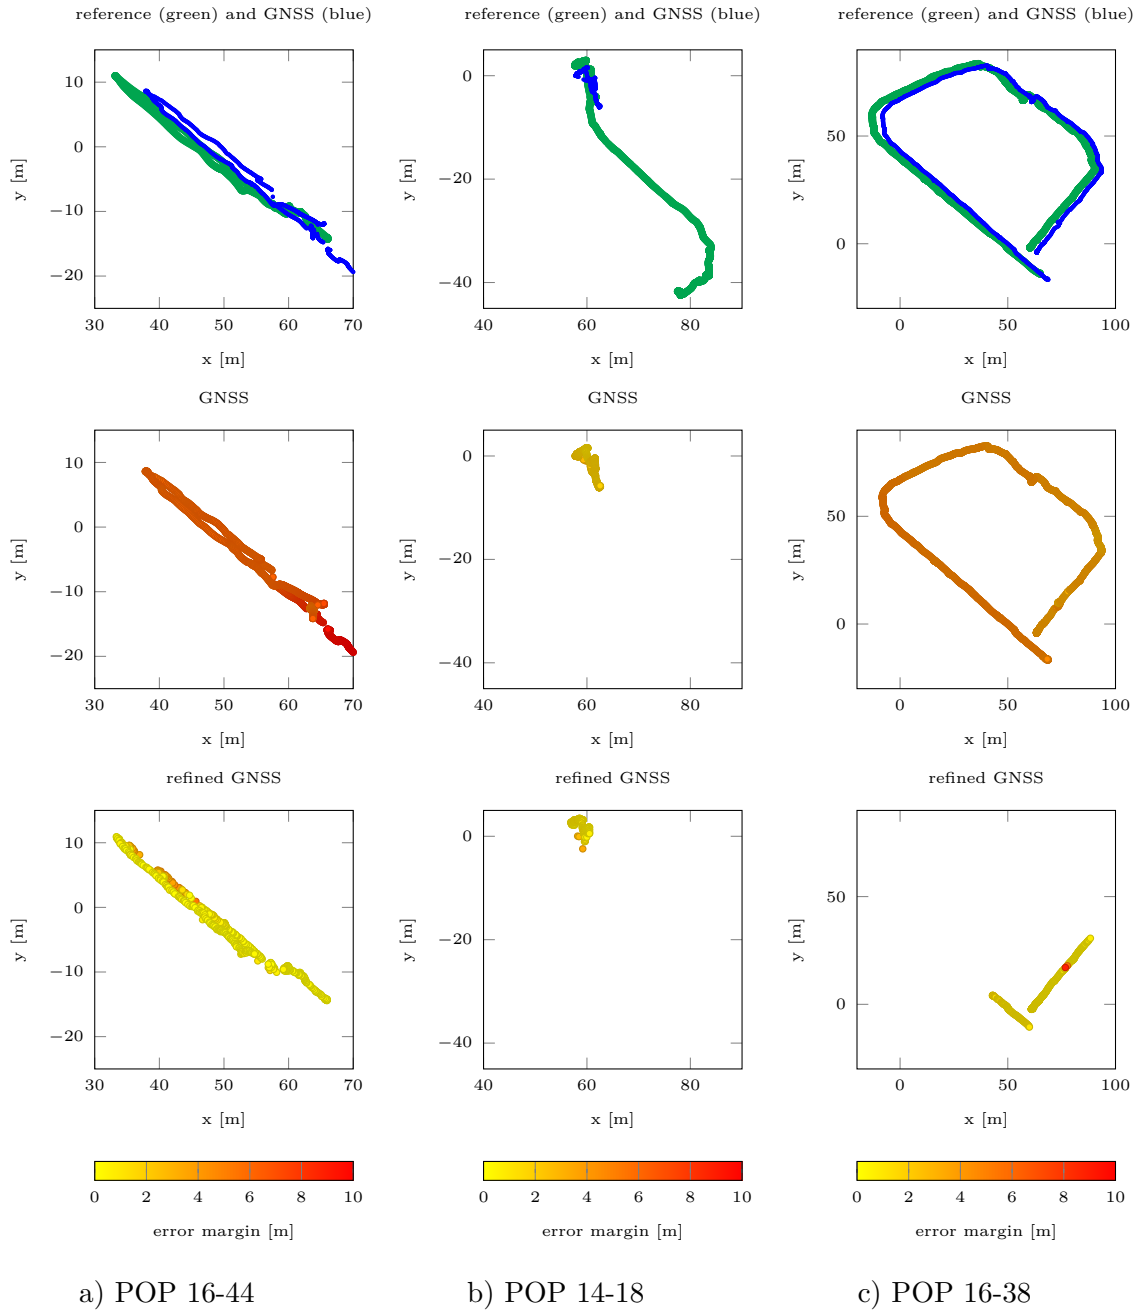 reference (green) and GNSS (blue)
reference (green) and GNSS (blue)
reference (green) and GNSS (blue)
10
0
−10
−20
y [m]
30 40 50 60 70
x [m]
0
−20
−40
y [m]
40 60 80
x [m]
50
0
y [m]
0 50 100
x [m]
GNSS
GNSS
GNSS
10
0
−10
−20
y [m]
30 40 50 60 70
x [m]
0
−20
−40
y [m]
40 60 80
x [m]
50
0
y [m]
0 50 100
x [m]
refined GNSS
refined GNSS
refined GNSS
10
0
−10
−20
y [m]
30 40 50 60 70
x [m]
0
−20
−40
y [m]
40 60 80
x [m]
50
0
y [m]
0 50 100
x [m]
0 2 4 6 8 10
error margin [m]
0 2 4 6 8 10
error margin [m]
0 2 4 6 8 10
error margin [m]
a) POP 16-44
b) POP 14-18
c) POP 16-38